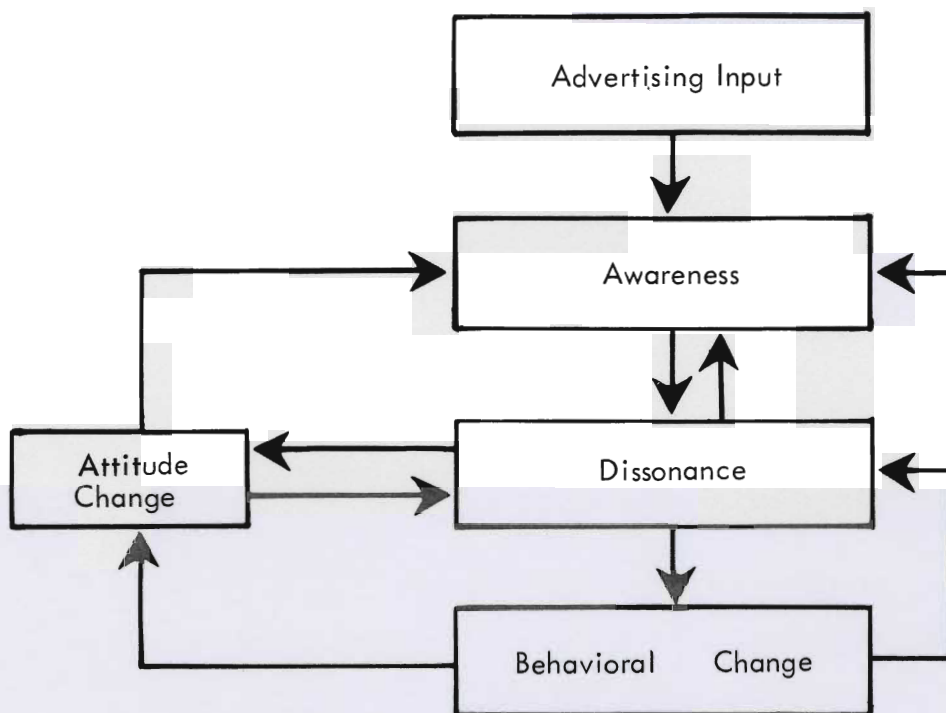 Advertising Input
Awareness
Attitude
Change
Dissonance
Behavioral Change